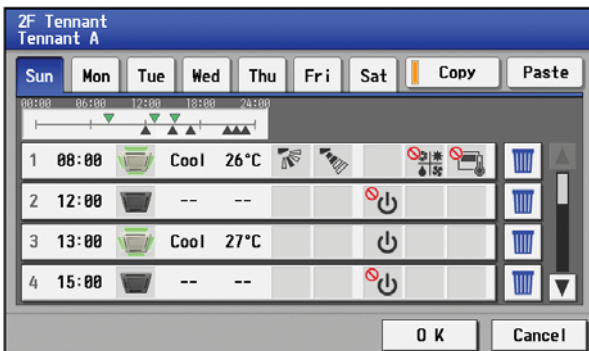 2F Tennant
Tennant A
Sun Mon Tue Wed Thu Fri Sat Copy Paste
00:00 06:00 12:00 18:00 24:00
1 08:00 Cool 26°C
2 12:00 -- --
3 13:00 Cool 27°C
4 15:00 -- --
OK Cancel